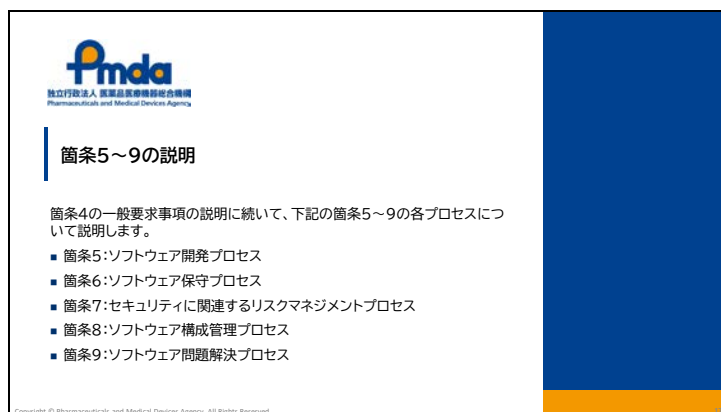 Pmda
独立行政法人 医薬品医療機器総合機構
Pharmaceuticals and Medical Devices Agency
箇条5～9の説明
箇条4の一般要求事項の説明に続いて、下記の箇条5～9の各プロセスにつ
いて説明します。
■ 箇条5:ソフトウェア開発プロセス
■ 箇条6:ソフトウェア保守プロセス
■ 箇条7:セキュリティに関連するリスクマネジメントプロセス
■ 箇条8:ソフトウェア構成管理プロセス
■ 箇条9:ソフトウェア問題解決プロセス
Copyright © Pharmaceuticals and Medical Devices Agency, All Rights Reserved